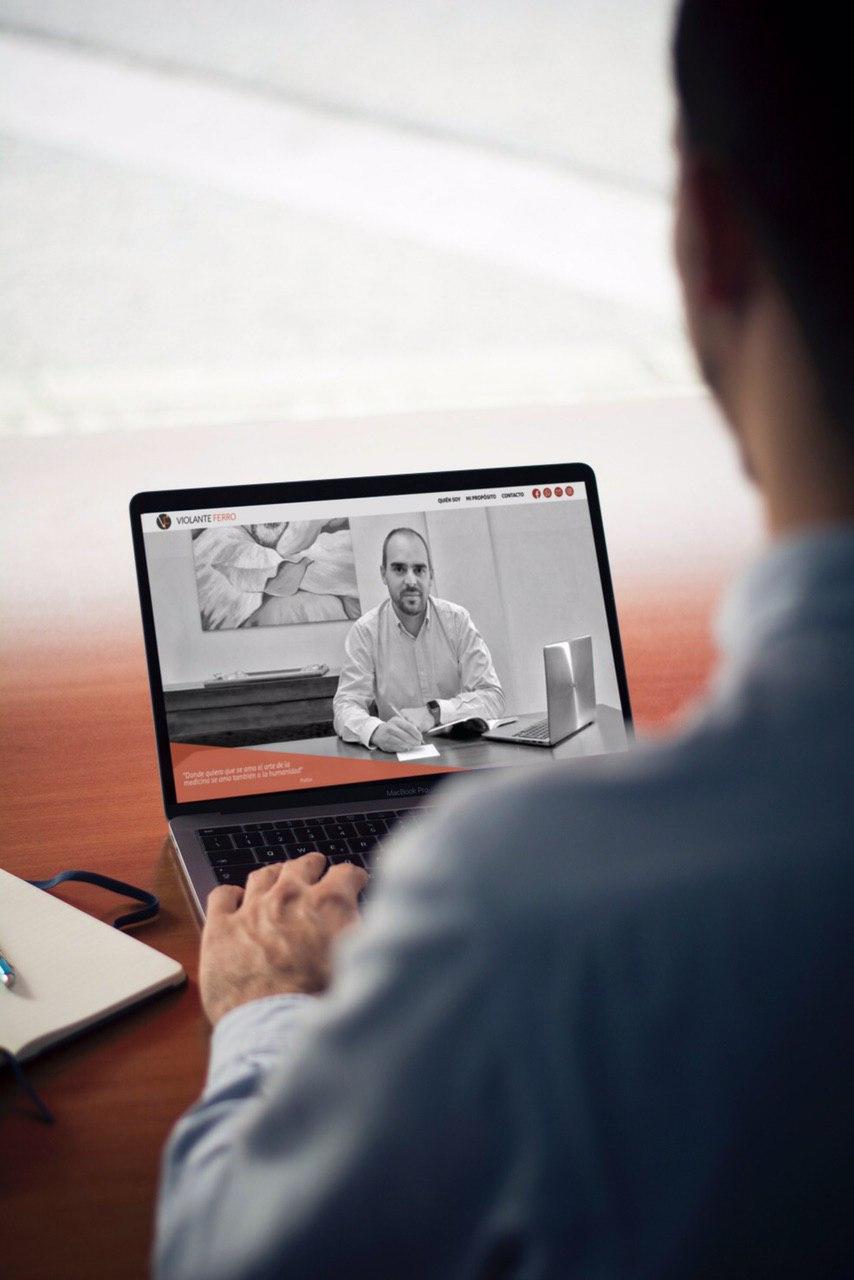 VIOLANTE FERRO
QUIÉN SOY MI PROPÓSITO CONTACTO
"Donde quiera que se ama el arte de la
medicina se ama también a la humanidad"
Platón
MacBook Pro